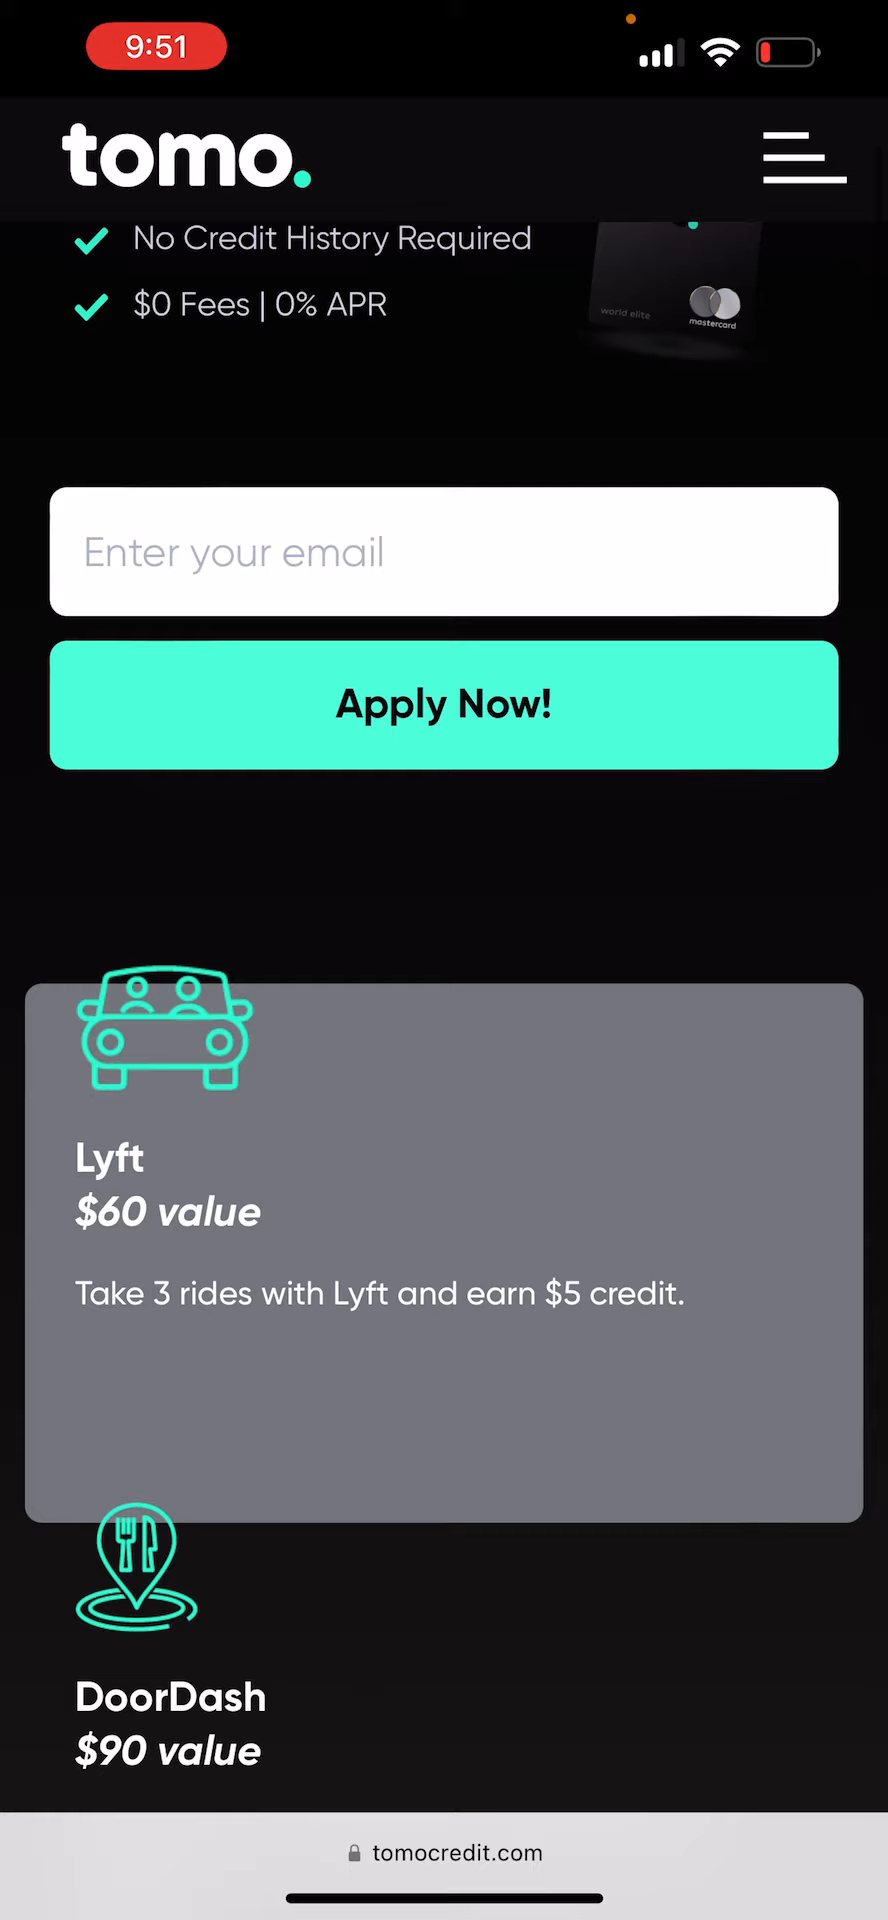 9:51
tomo.
No Credit History Required
$0 Fees | 0% APR
world elite
mastercard
Enter your email
Apply Now!
Lyft
$60 value
Take 3 rides with Lyft and earn $5 credit.
DoorDash
$90 value
tomocredit.com